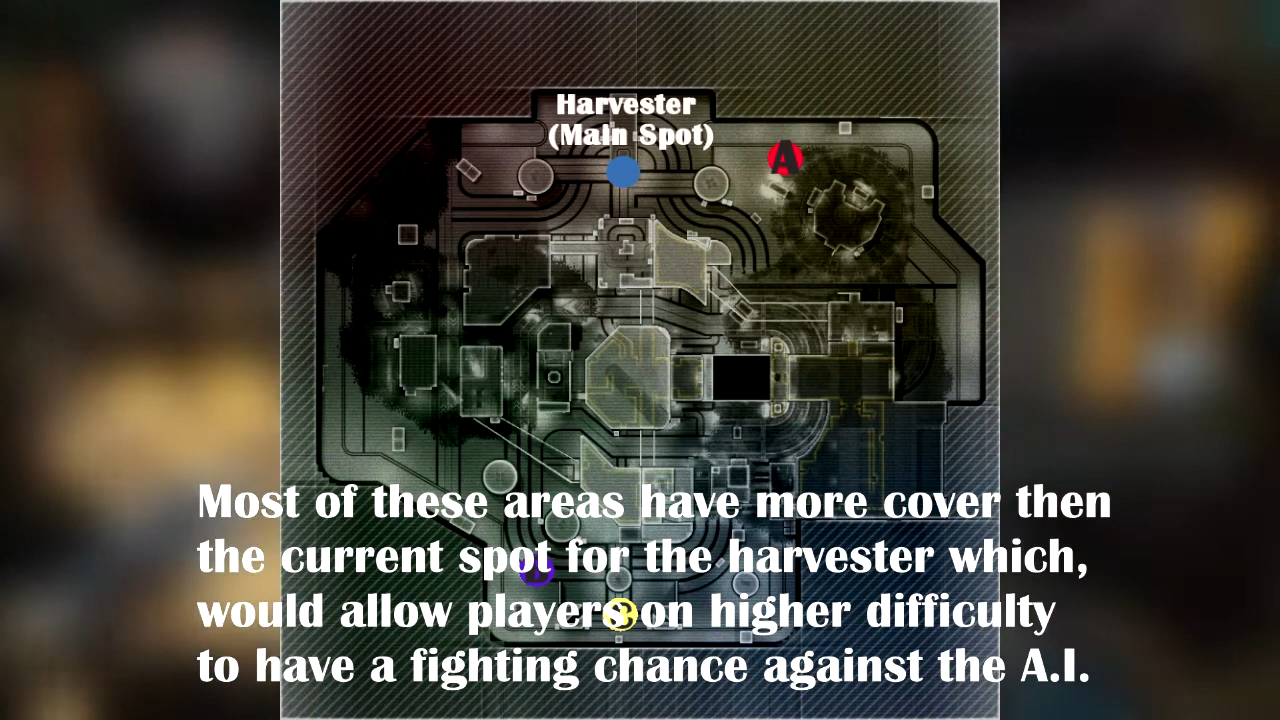 Harvester
(Main Spot)
A
Most of these areas have more cover then
the current spot for the harvester which,
would allow players on higher difficulty
to have a fighting chance against the A.I.